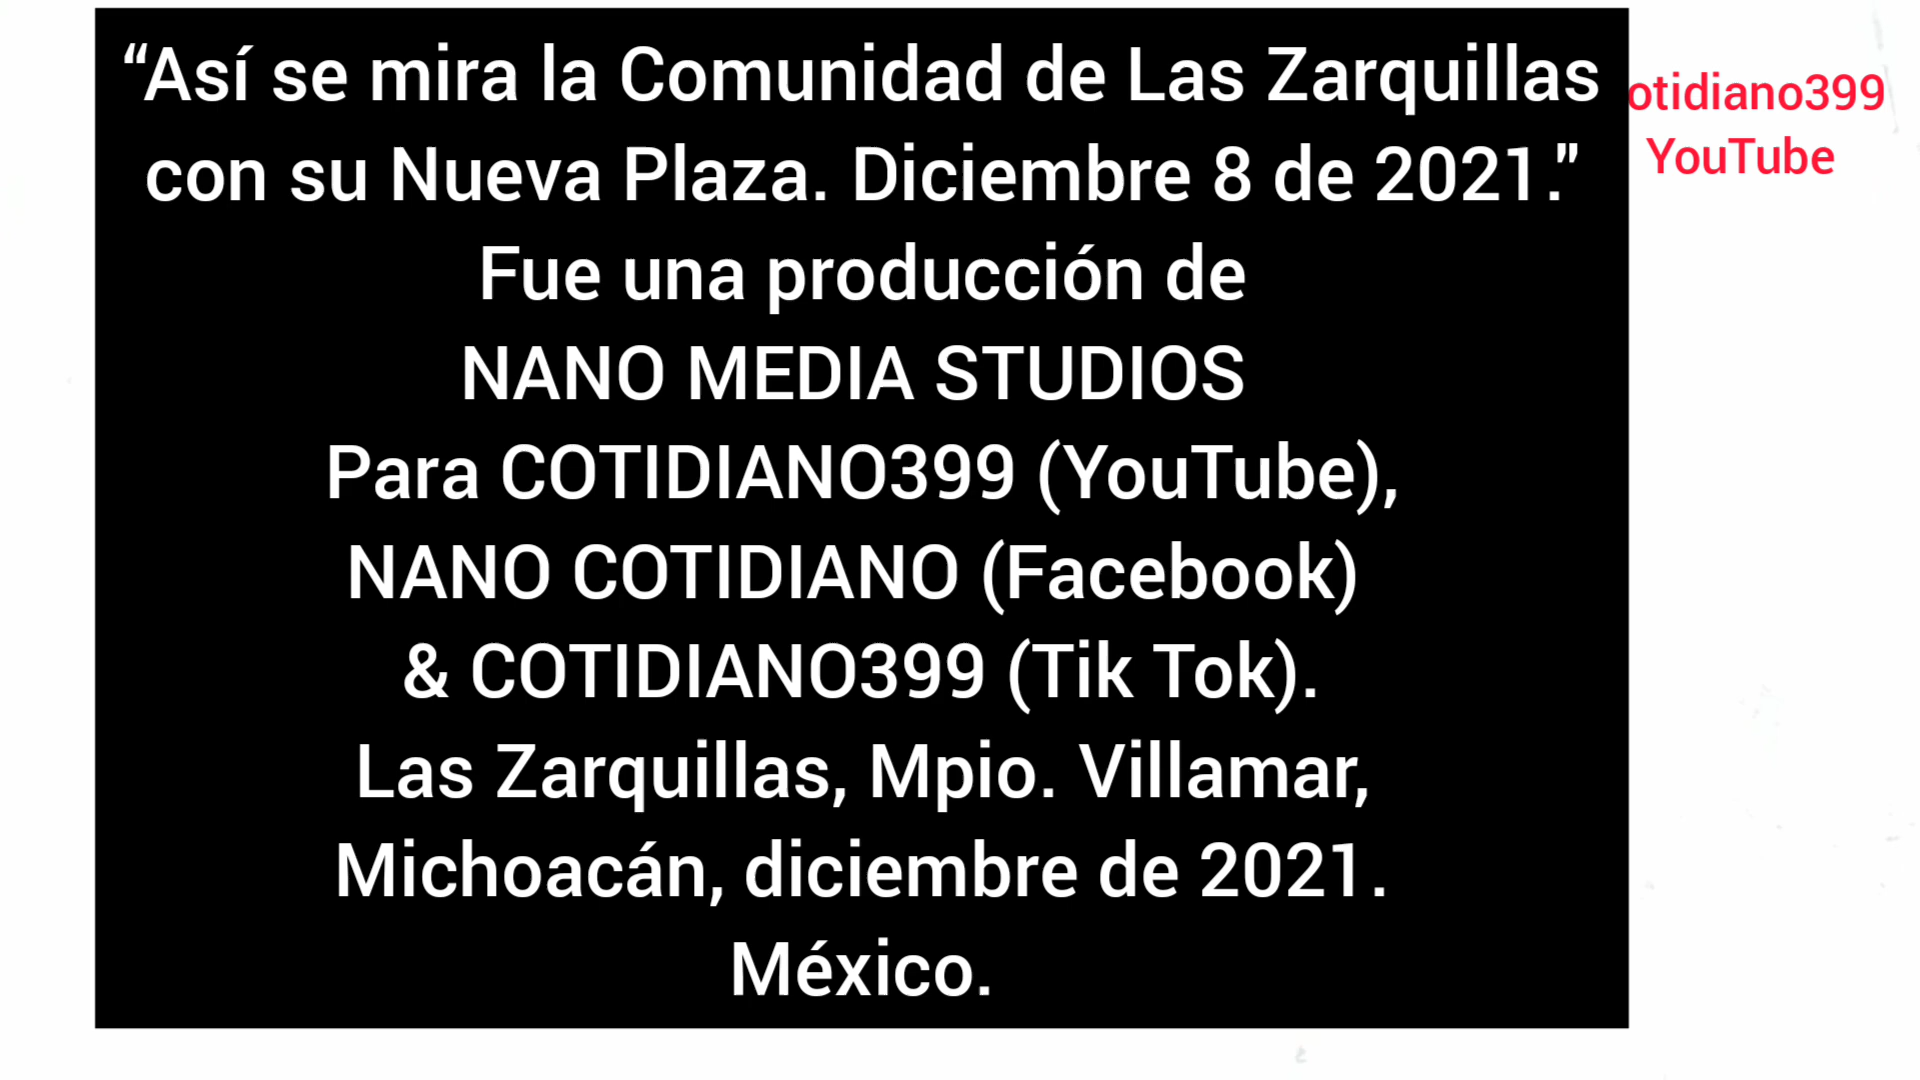 “Así se mira la Comunidad de Las Zarquillas
con su Nueva Plaza. Diciembre 8 de 2021.”
Fue una producción de
NANO MEDIA STUDIOS
Para COTIDIANO399 (YouTube),
NANO COTIDIANO (Facebook)
& COTIDIANO399 (Tik Tok).
Las Zarquillas, Mpio. Villamar,
Michoacán, diciembre de 2021.
México.
otidiano399
YouTube